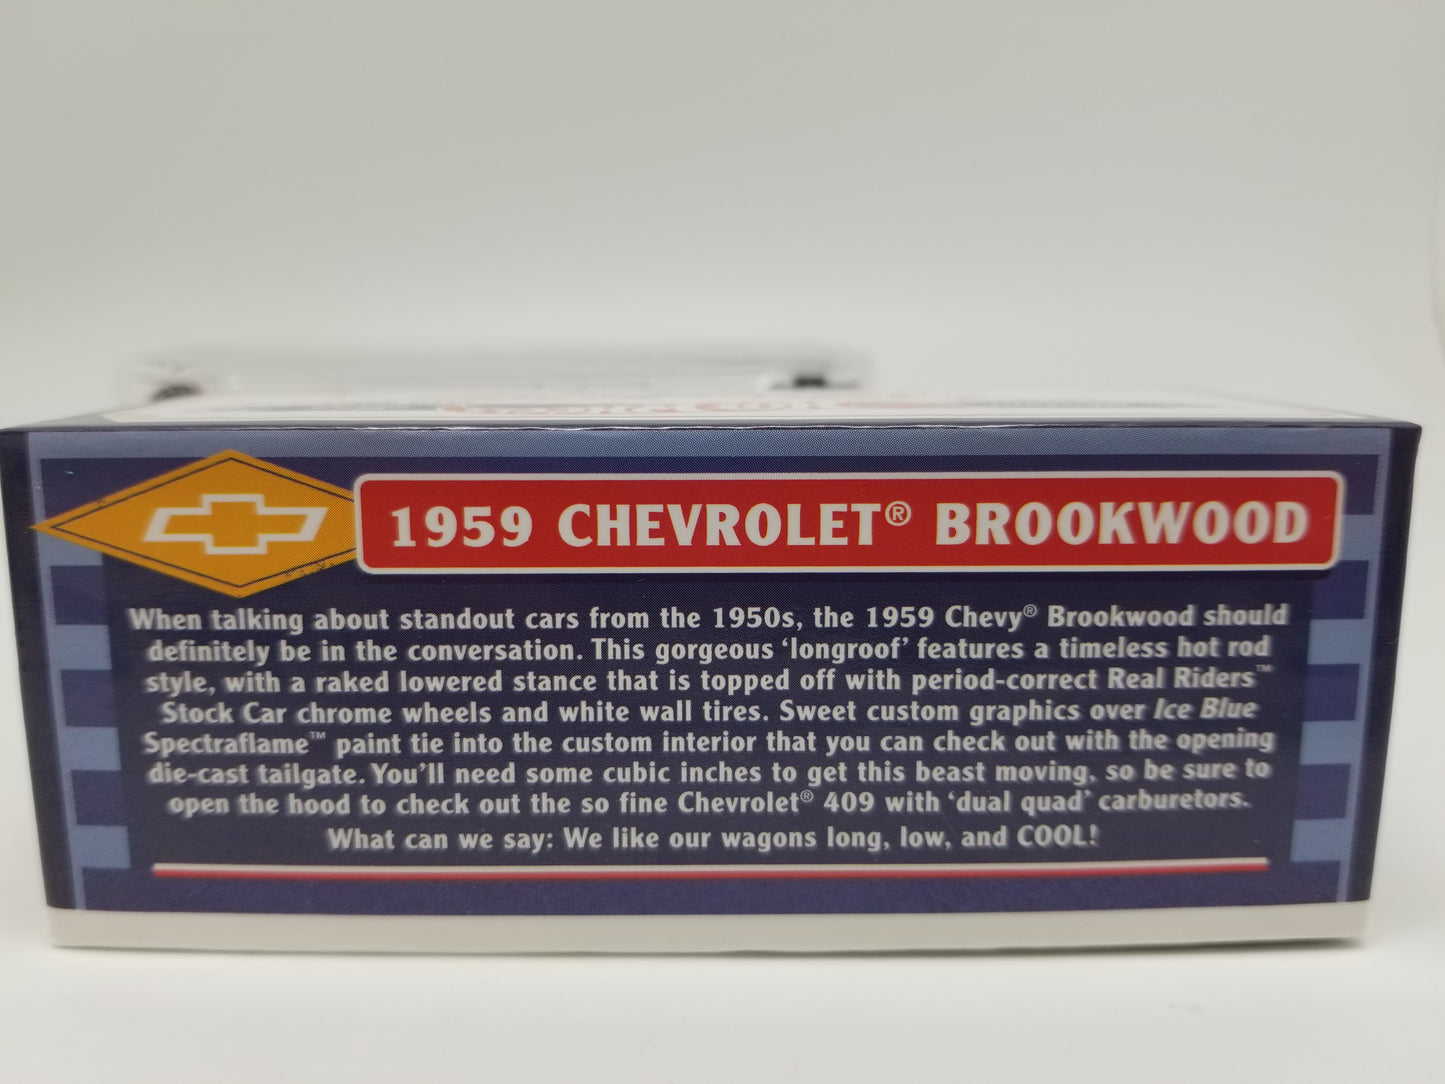 1959 CHEVROLET® BROOKWOOD
When talking about standout cars from the 1950s, the 1959 Chevy® Brookwood should
definitely be in the conversation. This gorgeous ‘longroof’ features a timeless hot rod
style, with a raked lowered stance that is topped off with period-correct Real Riders™
Stock Car chrome wheels and white wall tires. Sweet custom graphics over Ice Blue
Spectraflame™ paint tie into the custom interior that you can check out with the opening
die-cast tailgate. You’ll need some cubic inches to get this beast moving, so be sure to
open the hood to check out the so fine Chevrolet® 409 with ‘dual quad’ carburetors.
What can we say: We like our wagons long, low, and COOL!